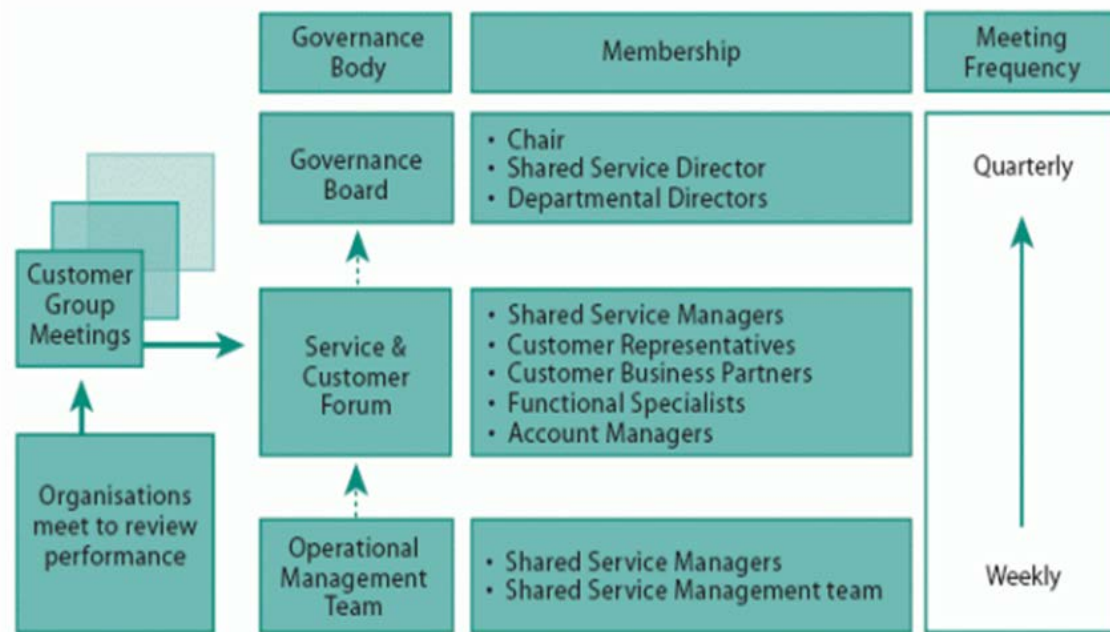 Governance
Body
Membership
Meeting
Frequency
Governance
Board
• Chair
• Shared Service Director
• Departmental Directors
Quarterly
Customer
Group
Meetings
Service &
Customer
Forum
• Shared Service Managers
• Customer Representatives
• Customer Business Partners
• Functional Specialists
• Account Managers
Organisations
meet to review
performance
Operational
Management
Team
• Shared Service Managers
• Shared Service Management team
Weekly